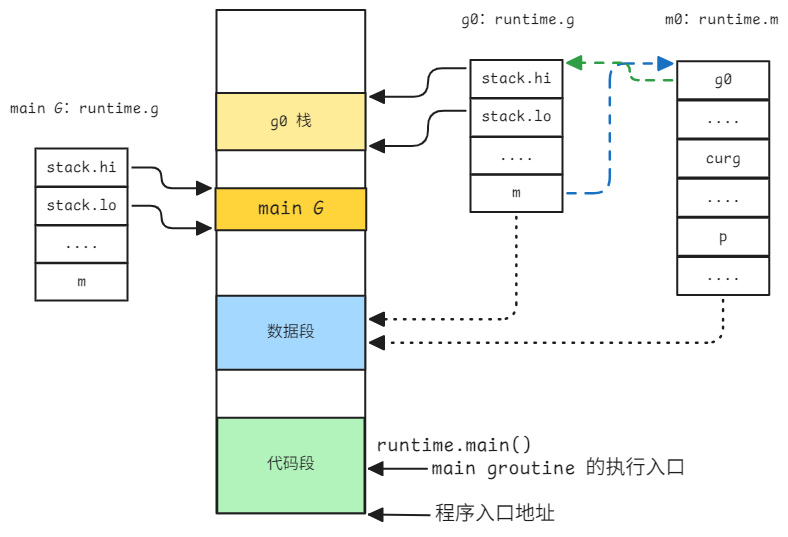 g0: runtime.g
m0: runtime.m
main G: runtime.g
stack.hi
stack.lo
....
m
g0 栈
main G
数据段
代码段
stack.hi
stack.lo
....
m
g0
....
curg
....
p
....
runtime.main()
main groutine 的执行入口
程序入口地址